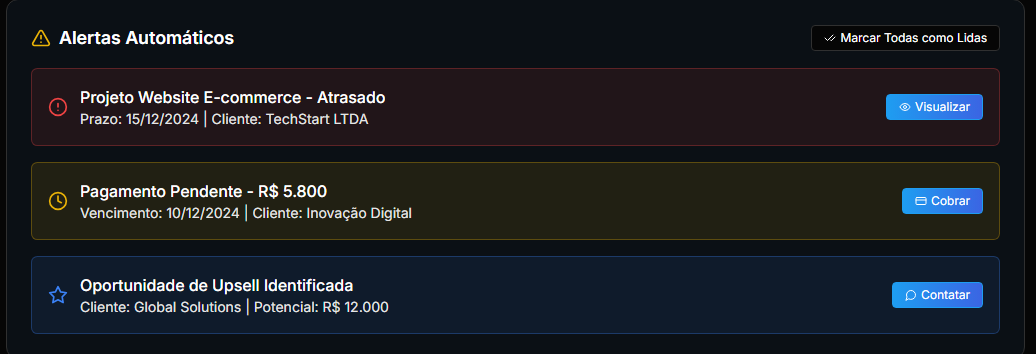 Alertas Automáticos
Marcar Todas como Lidas
Projeto Website E-commerce - Atrasado
Prazo: 15/12/2024 | Cliente: TechStart LTDA
Visualizar
Pagamento Pendente - R$ 5.800
Vencimento: 10/12/2024 | Cliente: Inovação Digital
Cobrar
Oportunidade de Upsell Identificada
Cliente: Global Solutions | Potencial: R$ 12.000
Contatar